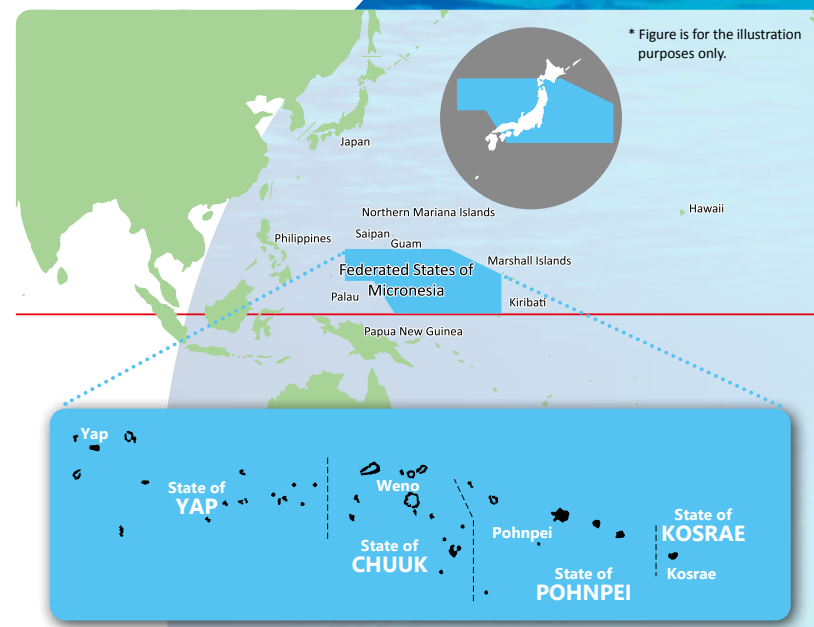 * Figure is for the illustration
purposes only.
Japan
Northern Mariana Islands
Hawaii
Saipan
Philippines
Guam
Marshall Islands
Federated States of
Micronesia
Palau
Kiribati
Papua New Guinea
Yap
State of
YAP
Weno
State of
CHUUK
Pohnpei
State of
POHNPEI
State of
KOSRAE
Kosrae